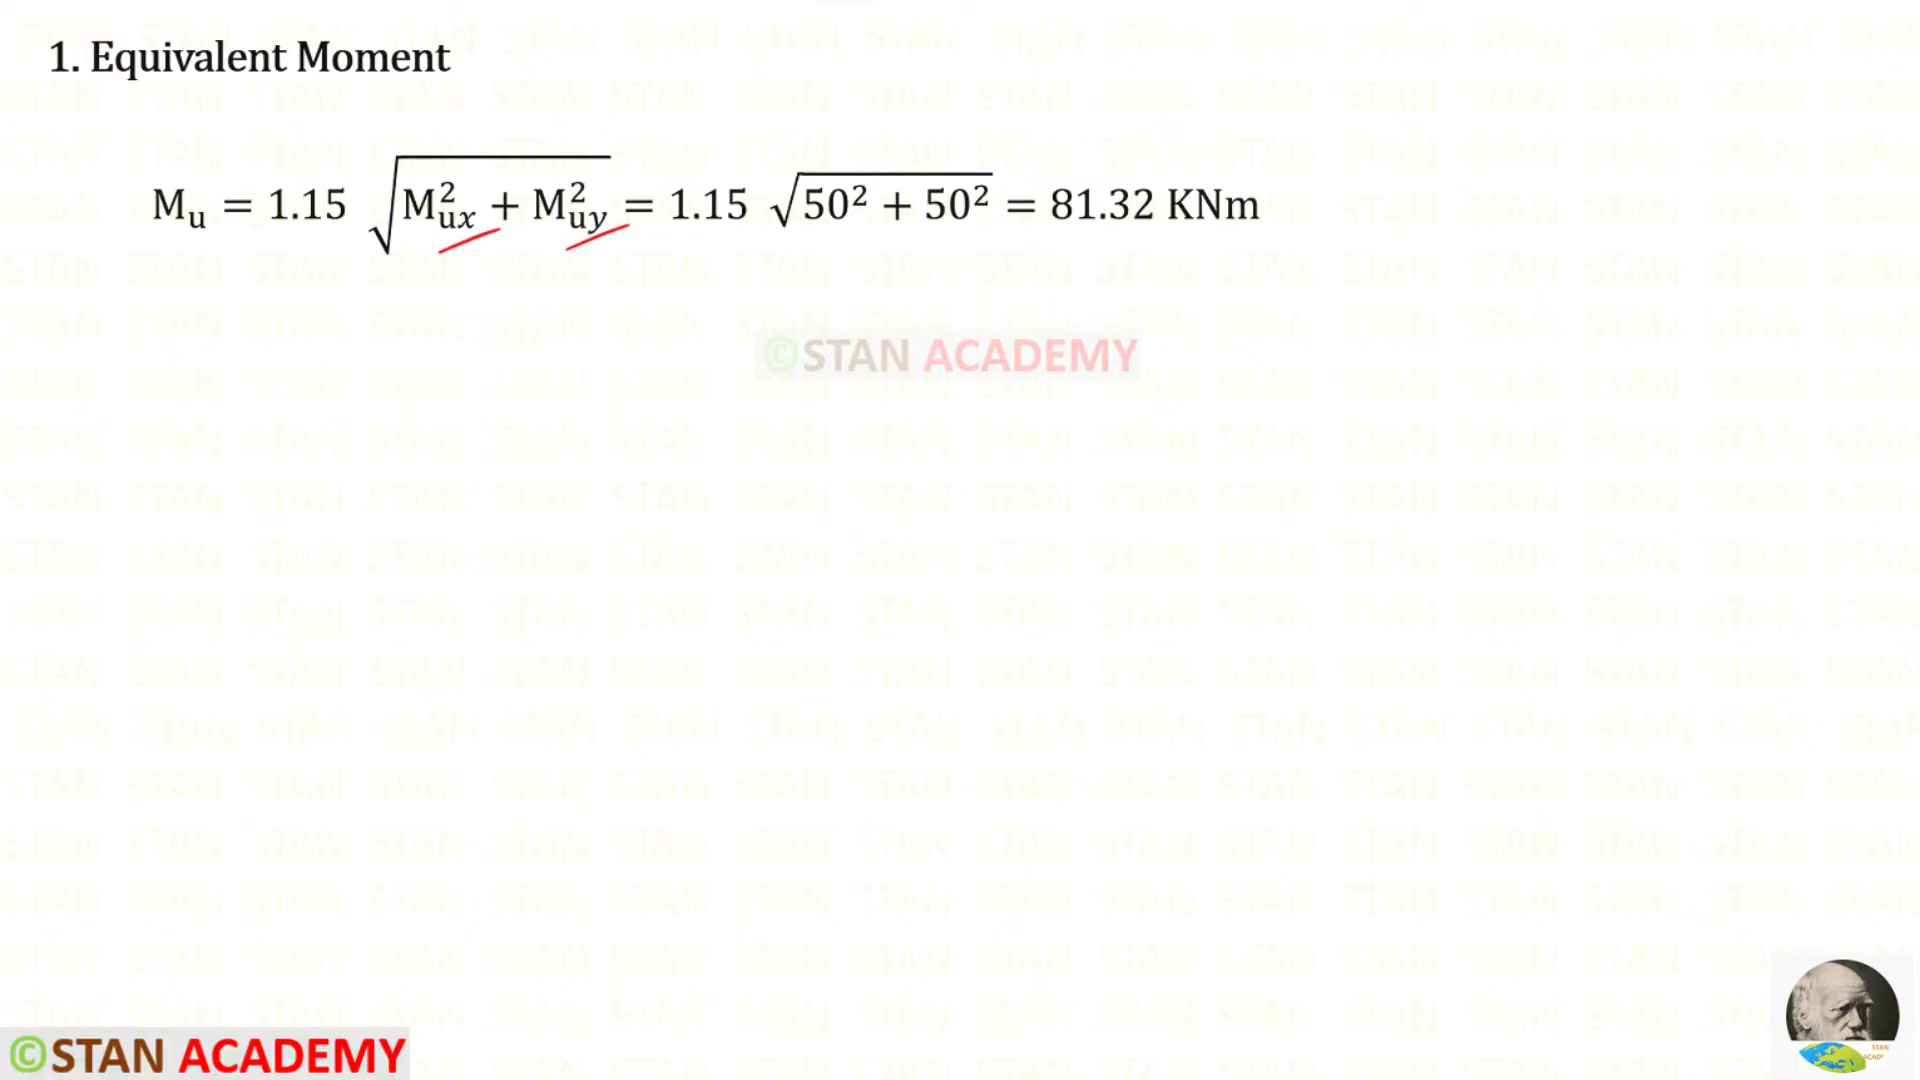 1. Equivalent Moment
Mu = 1.15 √(M²ux + M²uy) = 1.15 √(50² + 50²) = 81.32 KNm
©STAN ACADEMY
©STAN ACADEMY